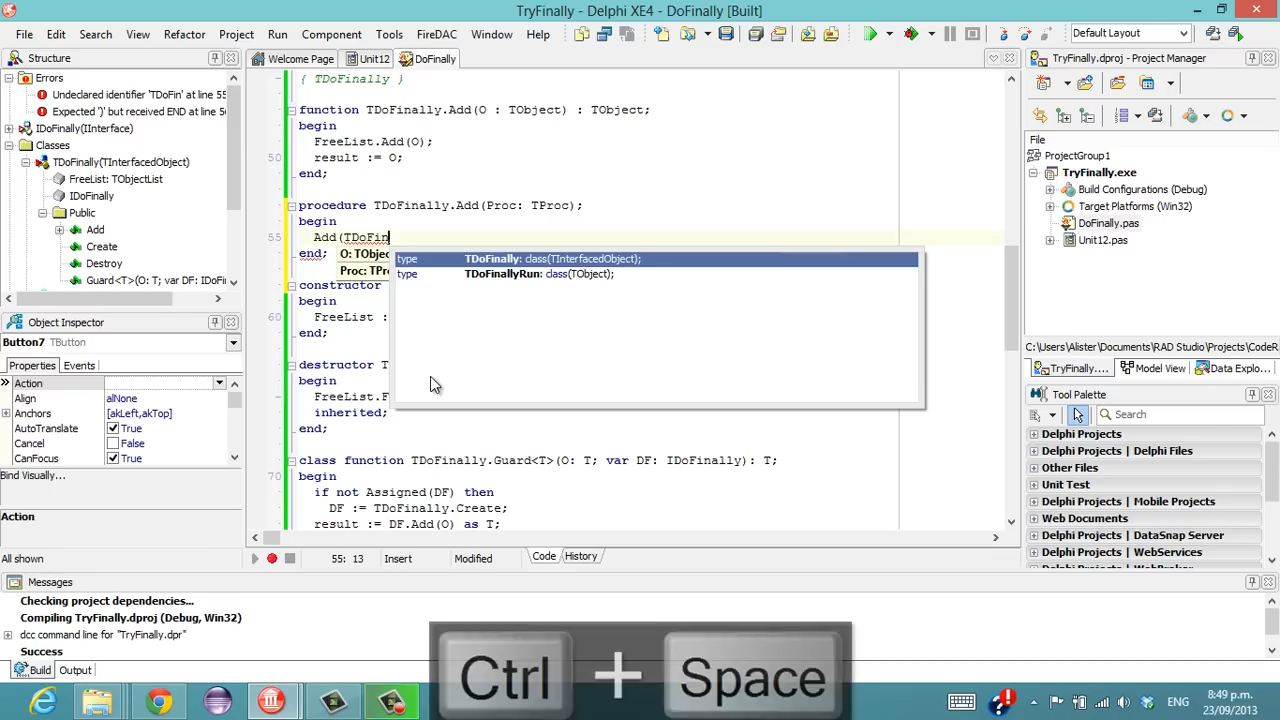 TryFinally - Delphi XE4 - DoFinally [Built]
File Edit Search View Refactor Project Run Component Tools FireDAC Window Help Default Layout
Structure
Errors
Undeclared identifier 'TDoFin' at line 55
Expected ')' but received END at line 56
IDoFinally(IInterface)
Classes
TDoFinally(TInterfacedObject)
FreeList: TObjectList
IDoFinally
Public
Add
Create
Destroy
Guard<T>(O: T; var DF: IDoFi
Object Inspector
Button7 TButton
Properties Events
Action
Align alNone
Anchors [akLeft,akTop]
AutoTranslate True
Cancel False
CanFocus True
Bind Visually...
Action
All shown
Welcome Page Unit12 DoFinally
{ TDoFinally }
function TDoFinally.Add(O : TObject) : TObject;
begin
FreeList.Add(O);
50 result := O;
end;
procedure TDoFinally.Add(Proc: TProc);
begin
55 Add(TDoFin
end; O: TObjec
Proc: TPro
type TDoFinally: class(TInterfacedObject);
type TDoFinallyRun: class(TObject);
constructor
begin
60 FreeList :
end;
destructor T
begin
FreeList.F
inherited;
end;
class function TDoFinally.Guard<T>(O: T; var DF: IDoFinally): T;
70 begin
if not Assigned(DF) then
DF := TDoFinally.Create;
result := DF.Add(O) as T;
55: 13 Insert Modified Code History
TryFinally.dproj - Project Manager
File
ProjectGroup1
TryFinally.exe
Build Configurations (Debug)
Target Platforms (Win32)
DoFinally.pas
Unit12.pas
C:\Users\Alister\Documents\RAD Studio\Projects\CodeR
TryFinally.... Model View Data Explo...
Tool Palette
Search
Delphi Projects
Delphi Projects | Delphi Files
Other Files
Unit Test
Delphi Projects | Mobile Projects
Web Documents
Delphi Projects | DataSnap Server
Delphi Projects | WebServices
Delphi Projects | WebBroker
Messages
Checking project dependencies...
Compiling TryFinally.dproj (Debug, Win32)
dcc command line for "TryFinally.dpr"
Success
Build Output
Ctrl + Space
ENG
8:49 p.m.
23/09/2013